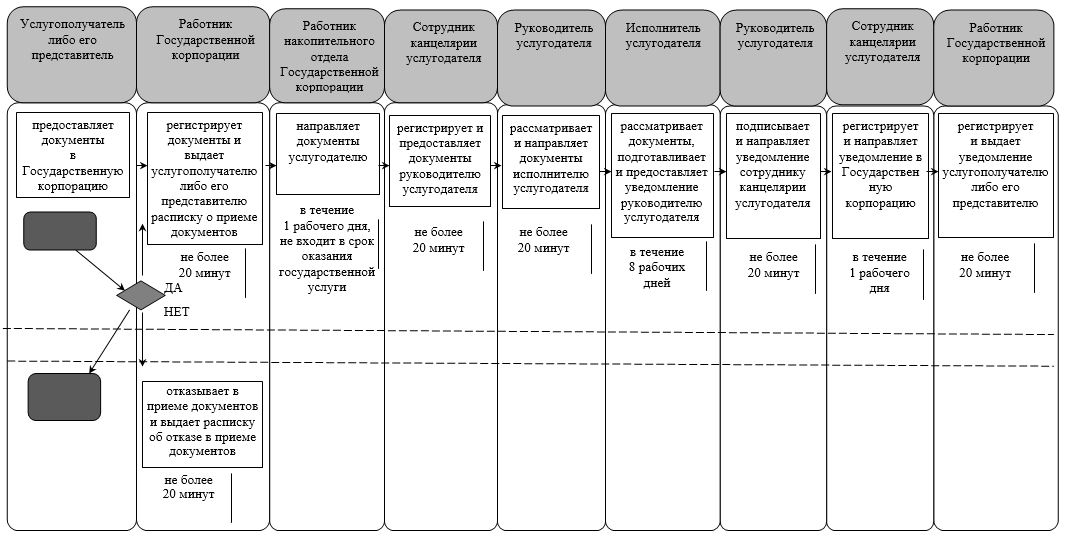 Услугополучатель
либо его
представитель
Работник
Государственной
корпорации
Работник
накопительного
отдела
Государственной
корпорации
Сотрудник
канцелярии
услугодателя
Руководитель
услугодателя
Исполнитель
услугодателя
Руководитель
услугодателя
Сотрудник
канцелярии
услугодателя
Работник
Государственной
корпорации
предоставляет
документы
в
Государственную
корпорацию
регистрирует
документы и
выдает
услугополучателю
либо его
представителю
расписку о приеме
документов
не более
20 минут
направляет
документы
услугодателю
в течение
1 рабочего дня,
не входит в срок
оказания
государственной
услуги
регистрирует и
предоставляет
документы
руководителю
услугодателя
не более
20 минут
рассматривает
и направляет
документы
исполнителю
услугодателя
не более
20 минут
рассматривает
документы,
подготавливает
и предоставляет
уведомление
руководителю
услугодателя
в течение
8 рабочих
дней
подписывает
и направляет
уведомление
сотруднику
канцелярии
услугодателя
не более
20 минут
регистрирует
и направляет
уведомление в
Государствен
ную
корпорацию
в течение
1 рабочего
дня
регистрирует
и выдает
уведомление
услугополучателю
либо его
представителю
не более
20 минут
ДА
НЕТ
отказывает в
приеме документов
и выдает расписку
об отказе в приеме
документов
не более
20 минут